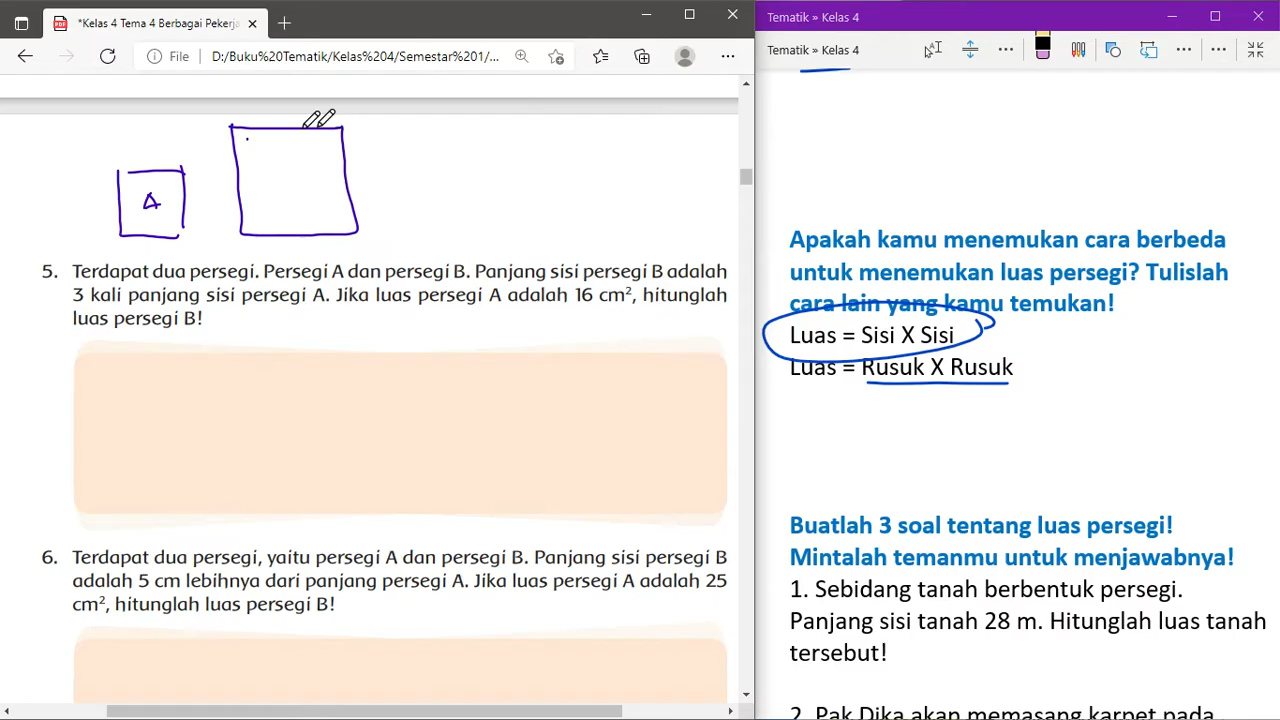 *Kelas 4 Tema 4 Berbagai Pekerja
Tematik » Kelas 4
File
D:/Buku%20Tematik/Kelas%204/Semestar%201/...
Tematik » Kelas 4
A
5. Terdapat dua persegi. Persegi A dan persegi B. Panjang sisi persegi B adalah
3 kali panjang sisi persegi A. Jika luas persegi A adalah 16 cm², hitunglah
luas persegi B!
6. Terdapat dua persegi, yaitu persegi A dan persegi B. Panjang sisi persegi B
adalah 5 cm lebihnya dari panjang persegi A. Jika luas persegi A adalah 25
cm², hitunglah luas persegi B!
Apakah kamu menemukan cara berbeda
untuk menemukan luas persegi? Tulislah
cara lain yang kamu temukan!
Luas = Sisi X Sisi
Luas = Rusuk X Rusuk
Buatlah 3 soal tentang luas persegi!
Mintalah temanmu untuk menjawabnya!
1. Sebidang tanah berbentuk persegi.
Panjang sisi tanah 28 m. Hitunglah luas tanah
tersebut!
2. Pak Dika akan memasang karpet pada